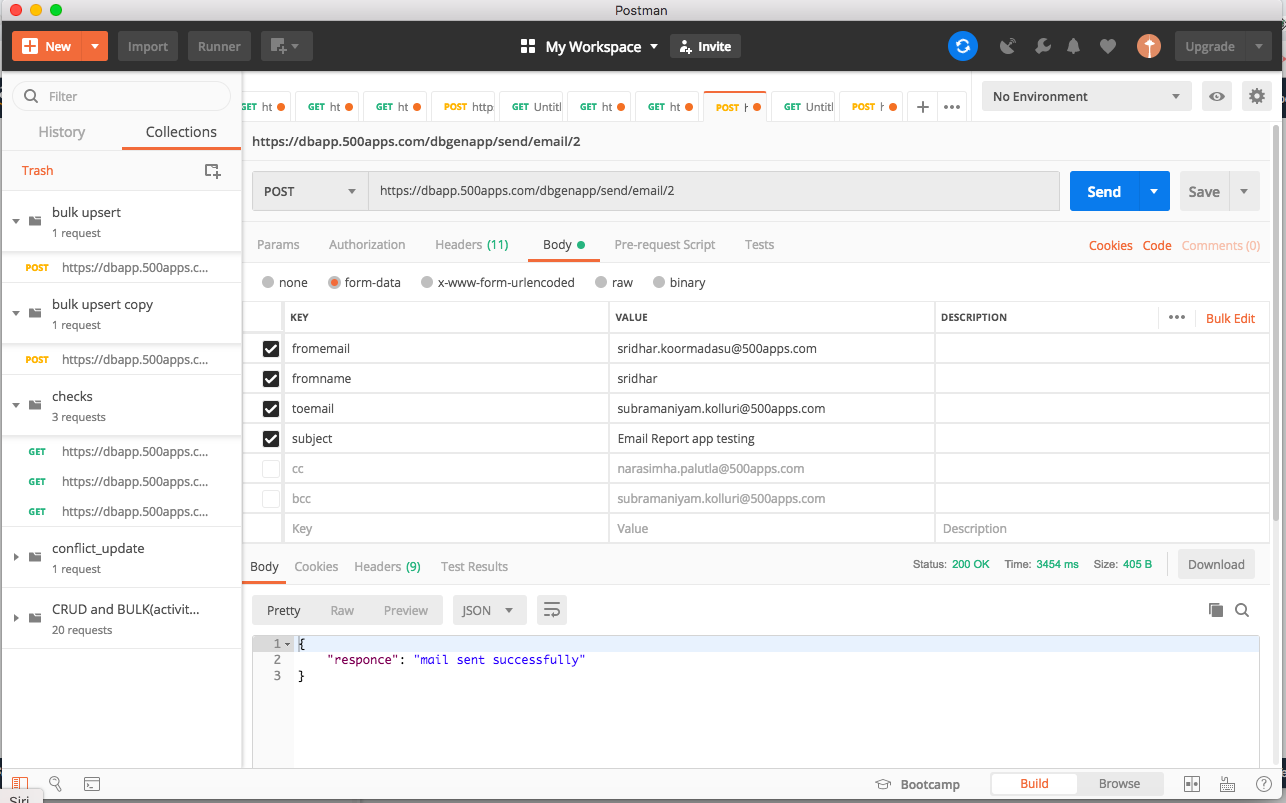 Postman
New
Import
Runner
My Workspace
Invite
Upgrade
Filter
History
Collections
Trash
bulk upsert
1 request
POST https://dbapp.500apps.c...
bulk upsert copy
1 request
POST https://dbapp.500apps.c...
checks
3 requests
GET https://dbapp.500apps.c...
GET https://dbapp.500apps.c...
GET https://dbapp.500apps.c...
conflict_update
1 request
CRUD and BULK(activit...
20 requests
GET ht
GET ht
GET ht
POST http
GET Untitl
GET ht
GET ht
POST h
GET Untitl
POST h
No Environment
https://dbapp.500apps.com/dbgenapp/send/email/2
POST https://dbapp.500apps.com/dbgenapp/send/email/2
Send
Save
Params Authorization Headers (11) Body Pre-request Script Tests
Cookies Code Comments (0)
none form-data x-www-form-urlencoded raw binary
KEY VALUE DESCRIPTION Bulk Edit
fromemail sridhar.koormadasu@500apps.com
fromname sridhar
toemail subramaniyam.kolluri@500apps.com
subject Email Report app testing
cc narasimha.palutla@500apps.com
bcc subramaniyam.kolluri@500apps.com
Key Value Description
Body Cookies Headers (9) Test Results
Status: 200 OK Time: 3454 ms Size: 405 B Download
Pretty Raw Preview JSON
1 {
2 "responce": "mail sent successfully"
3 }
Bootcamp Build Browse
Siri